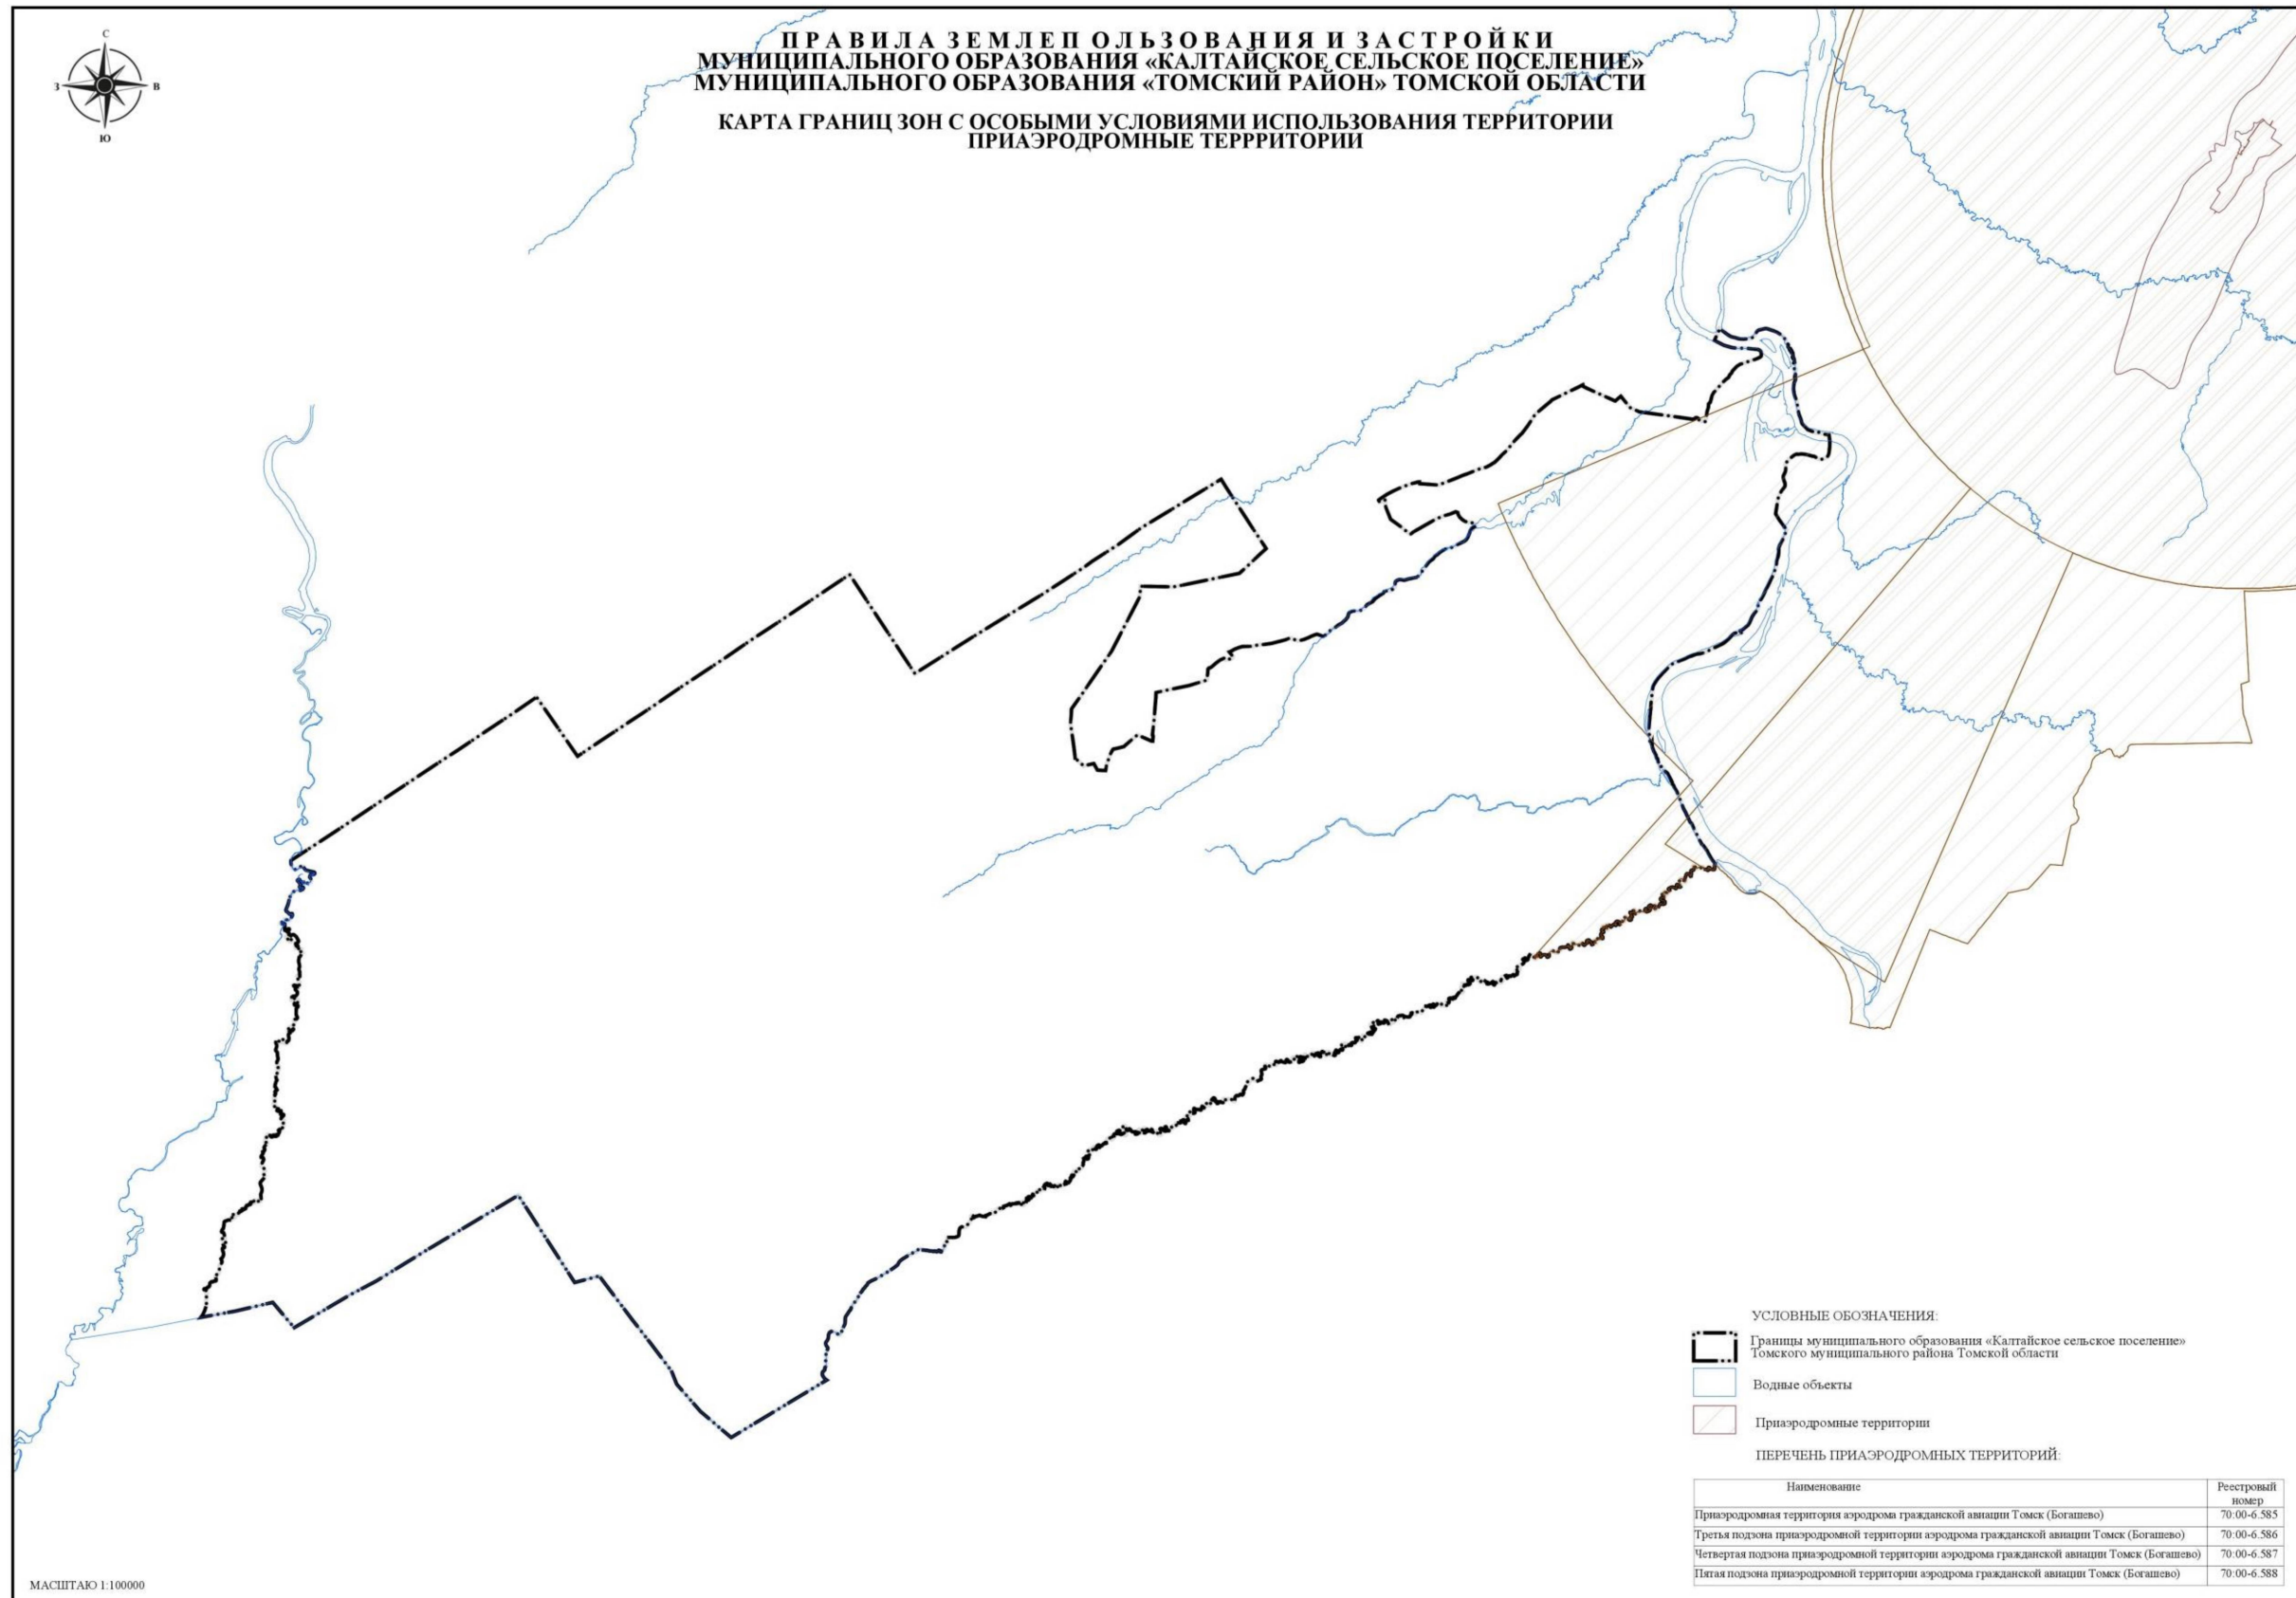 С
З
В
Ю
ПРАВИЛА ЗЕМЛЕП ОЛЬЗОВАНИЯ И ЗАСТРОЙКИ
МУНИЦИПАЛЬНОГО ОБРАЗОВАНИЯ «КАЛТАЙСКОЕ СЕЛЬСКОЕ ПОСЕЛЕНИЕ»
МУНИЦИПАЛЬНОГО ОБРАЗОВАНИЯ «ТОМСКИЙ РАЙОН» ТОМСКОЙ ОБЛАСТИ
КАРТА ГРАНИЦ ЗОН С ОСОБЫМИ УСЛОВИЯМИ ИСПОЛЬЗОВАНИЯ ТЕРРИТОРИИ
ПРИАЭРОДРОМНЫЕ ТЕРРРИТОРИИ
УСЛОВНЫЕ ОБОЗНАЧЕНИЯ:
Границы муниципального образования «Калтайское сельское поселение»
Томского муниципального района Томской области
Водные объекты
Приаэродромные территории
ПЕРЕЧЕНЬ ПРИАЭРОДРОМНЫХ ТЕРРИТОРИЙ:
Наименование Реестровый
номер
Приаэродромная территория аэродрома гражданской авиации Томск (Богашево) 70:00-6.585
Третья подзона приаэродромной территории аэродрома гражданской авиации Томск (Богашево) 70:00-6.586
Четвертая подзона приаэродромной территории аэродрома гражданской авиации Томск (Богашево) 70:00-6.587
Пятая подзона приаэродромной территории аэродрома гражданской авиации Томск (Богашево) 70:00-6.588
МАСШТАЮ 1:100000